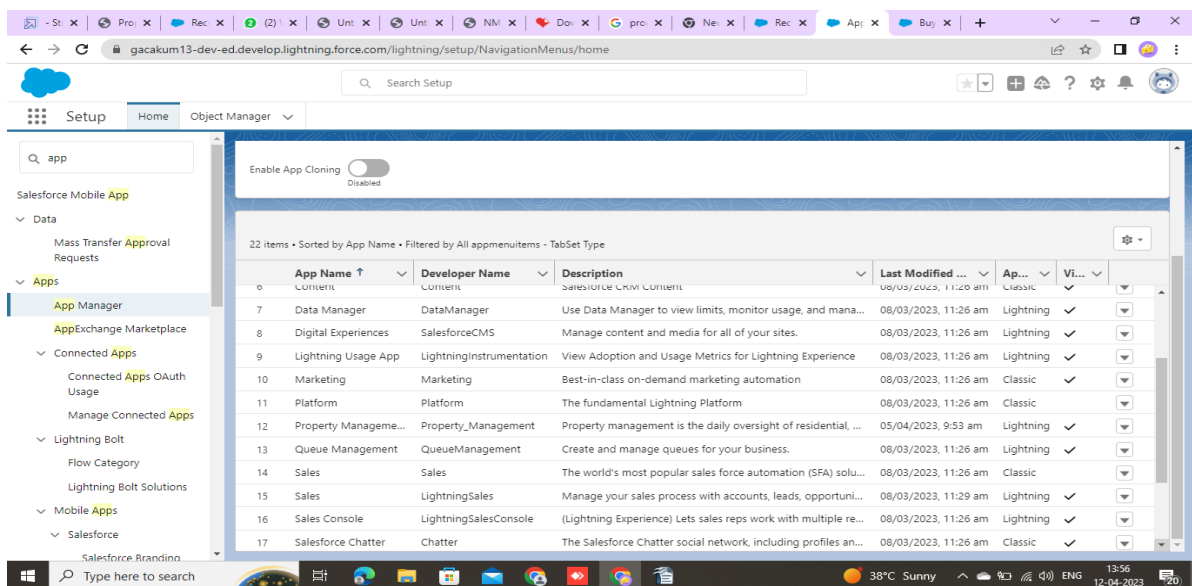 - St
Proj
Rec
(2) \
Unt
Unt
NM
Dov
proj
Nev
Rec
App
Buy
gacakum13-dev-ed.develop.lightning.force.com/lightning/setup/NavigationMenus/home
Search Setup
Setup Home Object Manager
app
Salesforce Mobile App
Data
Mass Transfer Approval
Requests
Apps
App Manager
AppExchange Marketplace
Connected Apps
Connected Apps OAuth
Usage
Manage Connected Apps
Lightning Bolt
Flow Category
Lightning Bolt Solutions
Mobile Apps
Salesforce
Salesforce Branding
Enable App Cloning
Disabled
22 items • Sorted by App Name • Filtered by All appmenuitems - TabSet Type
App Name ↑ Developer Name Description Last Modified ... Ap... Vi...
6 Content Content Salesforce CRM Content 08/03/2023, 11:26 am Classic
7 Data Manager DataManager Use Data Manager to view limits, monitor usage, and mana... 08/03/2023, 11:26 am Lightning
8 Digital Experiences SalesforceCMS Manage content and media for all of your sites. 08/03/2023, 11:26 am Lightning
9 Lightning Usage App LightningInstrumentation View Adoption and Usage Metrics for Lightning Experience 08/03/2023, 11:26 am Lightning
10 Marketing Marketing Best-in-class on-demand marketing automation 08/03/2023, 11:26 am Classic
11 Platform Platform The fundamental Lightning Platform 08/03/2023, 11:26 am Classic
12 Property Manageme... Property_Management Property management is the daily oversight of residential, ... 05/04/2023, 9:53 am Lightning
13 Queue Management QueueManagement Create and manage queues for your business. 08/03/2023, 11:26 am Lightning
14 Sales Sales The world's most popular sales force automation (SFA) solu... 08/03/2023, 11:26 am Classic
15 Sales LightningSales Manage your sales process with accounts, leads, opportuni... 08/03/2023, 11:29 am Lightning
16 Sales Console LightningSalesConsole (Lightning Experience) Lets sales reps work with multiple re... 08/03/2023, 11:26 am Lightning
17 Salesforce Chatter Chatter The Salesforce Chatter social network, including profiles an... 08/03/2023, 11:26 am Classic
Type here to search
38°C Sunny
ENG
13:56
12-04-2023
20